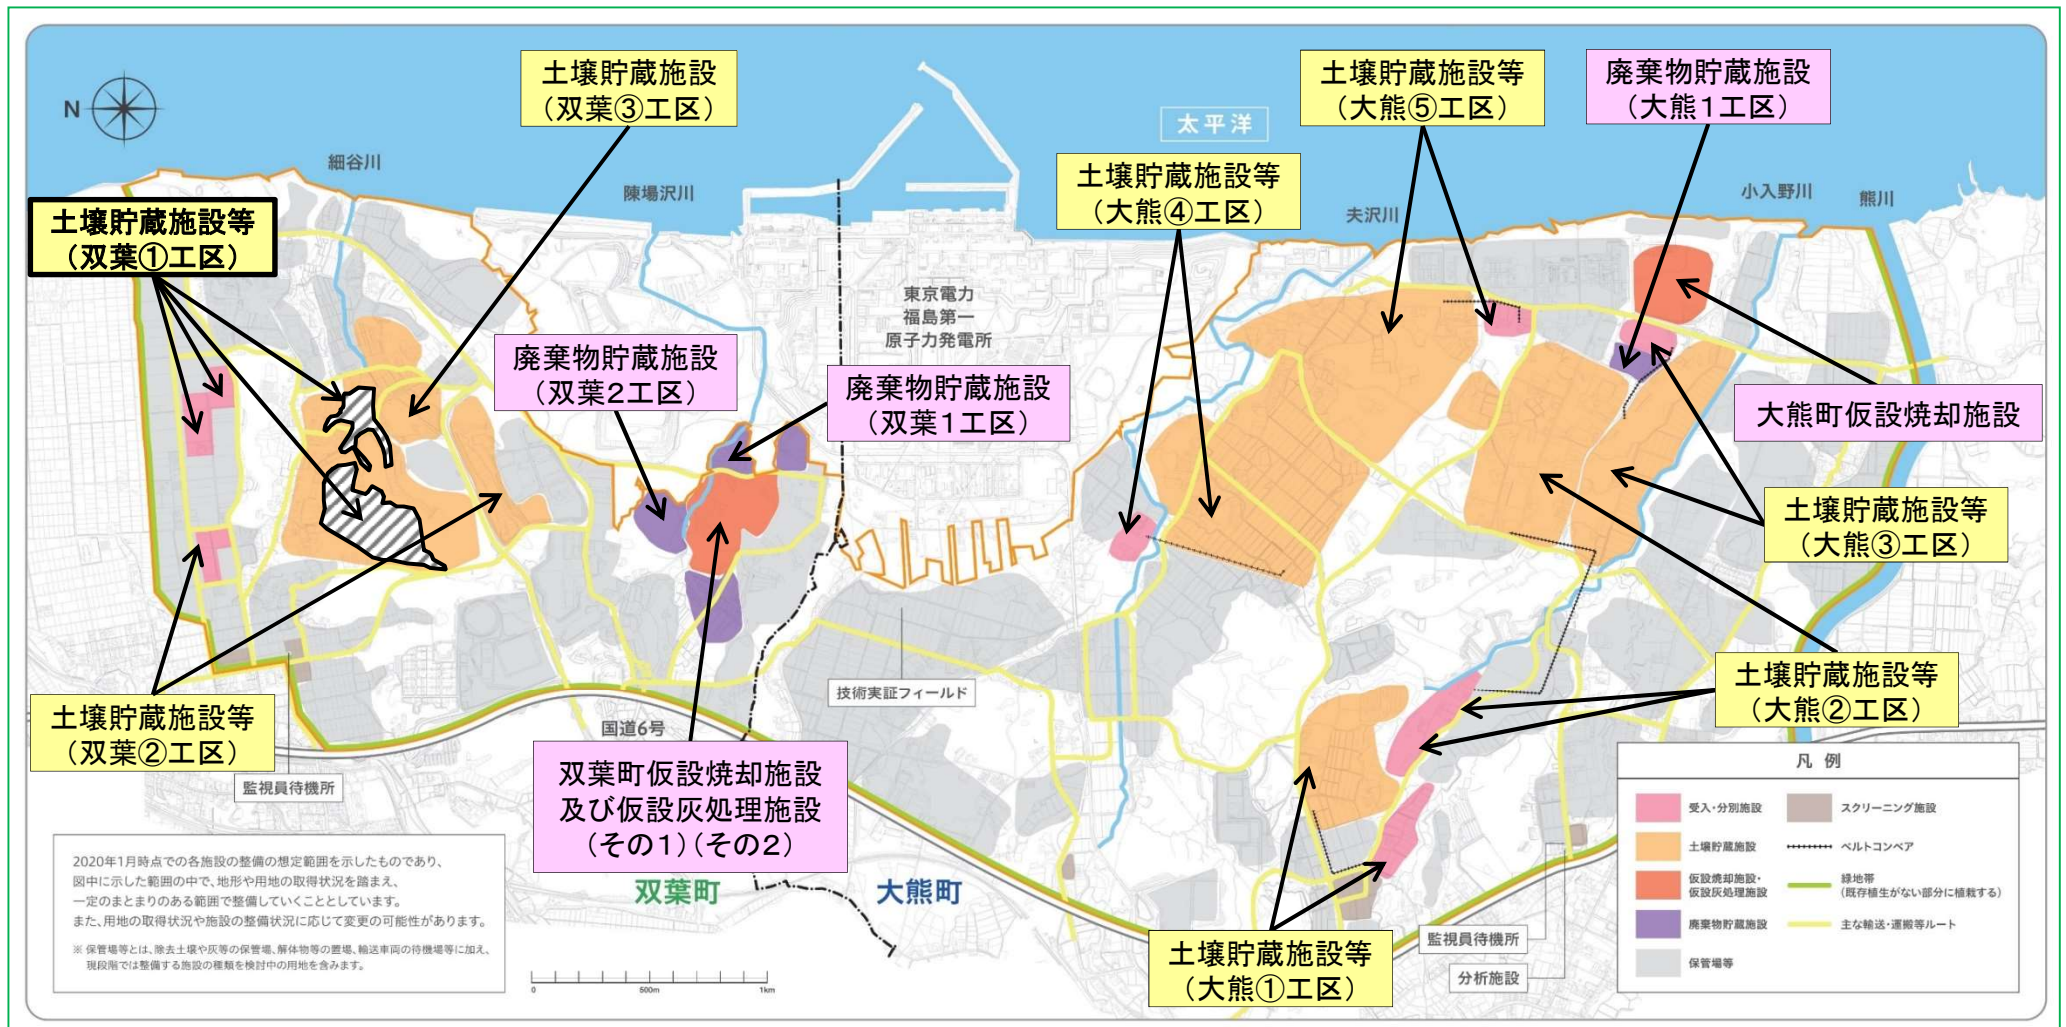 土壌貯蔵施設
（双葉③工区）
土壌貯蔵施設等
（大熊⑤工区）
廃棄物貯蔵施設
（大熊1工区）
N
太平洋
細谷川
陳場沢川
土壌貯蔵施設等
（大熊④工区）
夫沢川
小入野川
熊川
土壌貯蔵施設等
（双葉①工区）
東京電力
福島第一
原子力発電所
廃棄物貯蔵施設
（双葉2工区）
廃棄物貯蔵施設
（双葉1工区）
大熊町仮設焼却施設
土壌貯蔵施設等
（大熊③工区）
土壌貯蔵施設等
（大熊②工区）
技術実証フィールド
土壌貯蔵施設等
（双葉②工区）
国道6号
監視員待機所
双葉町仮設焼却施設
及び仮設灰処理施設
（その1）（その2）
双葉町
大熊町
土壌貯蔵施設等
（大熊①工区）
監視員待機所
分析施設
凡 例
受入・分別施設
スクリーニング施設
土壌貯蔵施設
ベルトコンベア
仮設焼却施設・
仮設灰処理施設
緑地帯
（既存植生がない部分に植栽する）
廃棄物貯蔵施設
主な輸送・運搬等ルート
保管場等
2020年1月時点での各施設の整備の想定範囲を示したものであり、
図中に示した範囲の中で、地形や用地の取得状況を踏まえ、
一定のまとまりのある範囲で整備していくこととしています。
また、用地の取得状況や施設の整備状況に応じて変更の可能性があります。
※ 保管場等とは、除去土壌や灰等の保管場、解体物等の置場、輸送車両の待機場等に加え、
現段階では整備する施設の種類を検討中の用地を含みます。
0 500m 1km